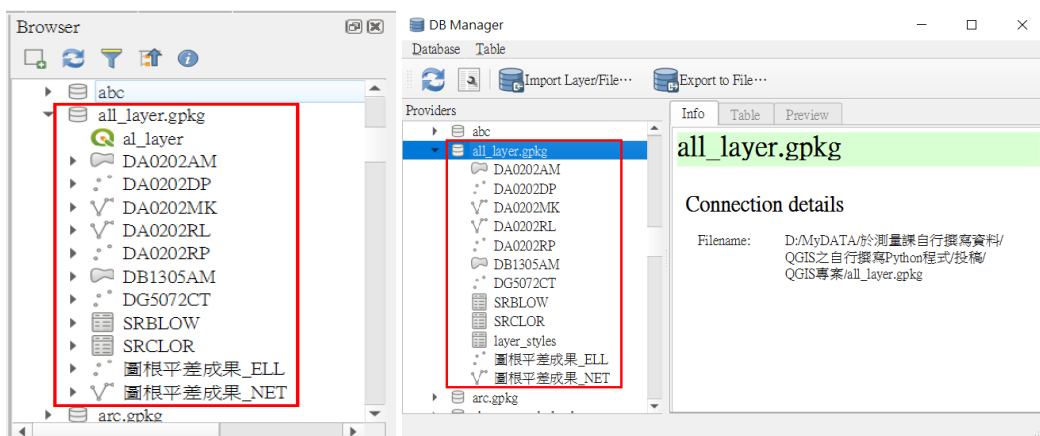 Browser
abc
all_layer.gpkg
al_layer
DA0202AM
DA0202DP
DA0202MK
DA0202RL
DA0202RP
DB1305AM
DG5072CT
SRBLOW
SRCLOR
圖根平差成果_ELL
圖根平差成果_NET
arc.gpkg
DB Manager
Database Table
Import Layer/File…
Export to File…
Providers
abc
all_layer.gpkg
DA0202AM
DA0202DP
DA0202MK
DA0202RL
DA0202RP
DB1305AM
DG5072CT
SRBLOW
SRCLOR
layer_styles
圖根平差成果_ELL
圖根平差成果_NET
arc.gpkg
Info Table Preview
all_layer.gpkg
Connection details
Filename: D:/MyDATA/於測量課自行撰寫資料/
QGIS之自行撰寫Python程式/投稿/
QGIS專案/all_layer.gpkg